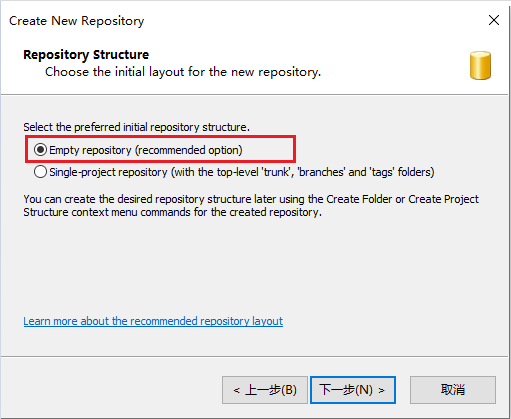 Create New Repository
Repository Structure
Choose the initial layout for the new repository.
Select the preferred initial repository structure.
Empty repository (recommended option)
Single-project repository (with the top-level 'trunk', 'branches' and 'tags' folders)
You can create the desired repository structure later using the Create Folder or Create Project
Structure context menu commands for the created repository.
Learn more about the recommended repository layout
< 上一步(B)
下一步(N) >
取消